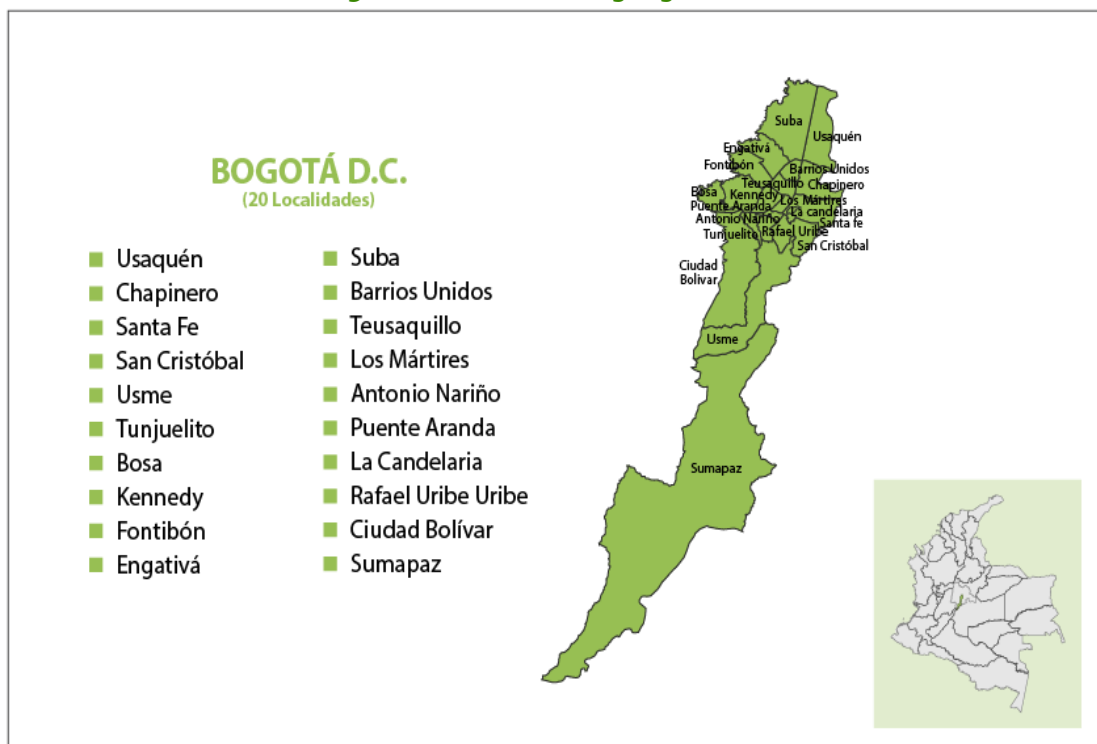 BOGOTÁ D.C.
(20 Localidades)
Usaquén
Chapinero
Santa Fe
San Cristóbal
Usme
Tunjuelito
Bosa
Kennedy
Fontibón
Engativá
Suba
Barrios Unidos
Teusaquillo
Los Mártires
Antonio Nariño
Puente Aranda
La Candelaria
Rafael Uribe Uribe
Ciudad Bolívar
Sumapaz
Suba
Usaquén
Engativá
Fontibón
Barrios Unidos
Teusaquillo
Chapinero
Bosa
Kennedy
Los Mártires
Puente Aranda
La candelaria
Antonio Nariño
Santa fe
Tunjuelito
Rafael Uribe
San Cristóbal
Ciudad
Bolivar
Usme
Sumapaz